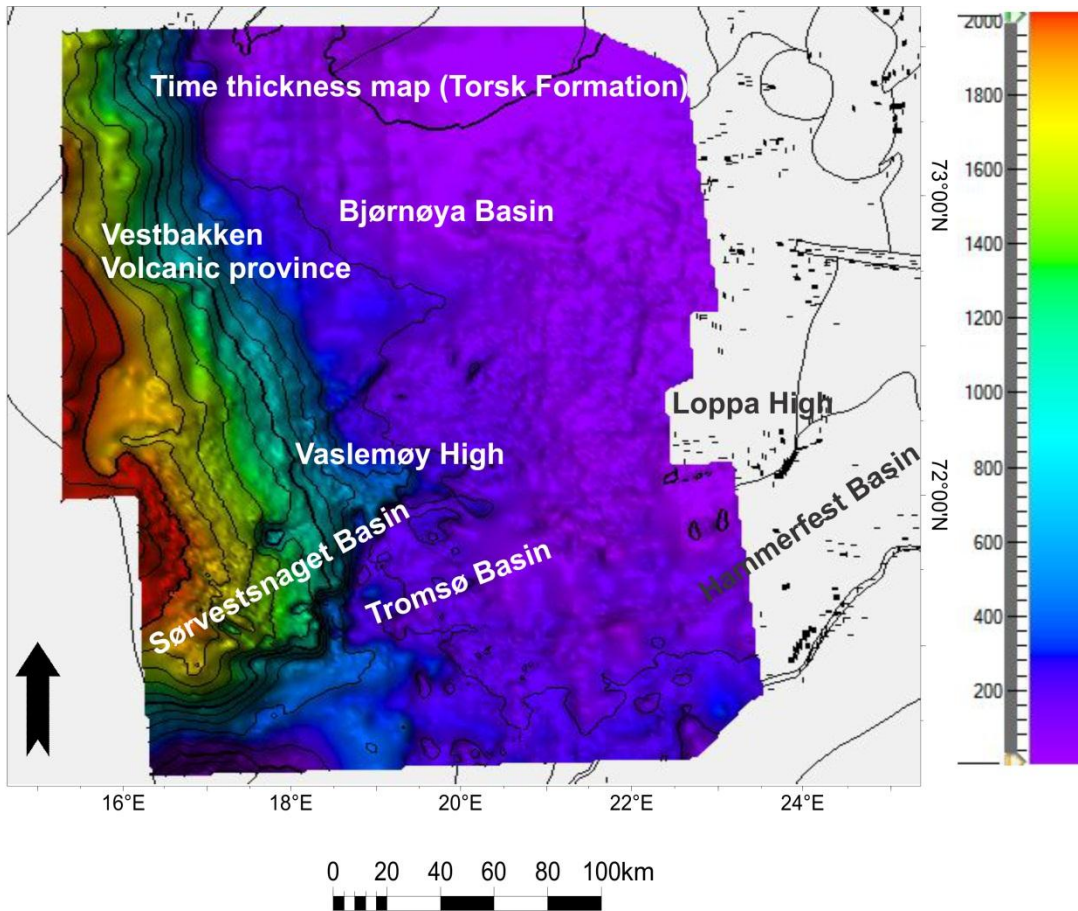 Time thickness map (Torsk Formation)
Bjørnøya Basin
Vestbakken
Volcanic province
Loppa High
Vaslemøy High
Hammerfest Basin
Sørvestsnaget Basin
Tromsø Basin
73°00'N
72°00'N
16°E 18°E 20°E 22°E 24°E
0 20 40 60 80 100km
2000
1800
1600
1400
1200
1000
800
600
400
200